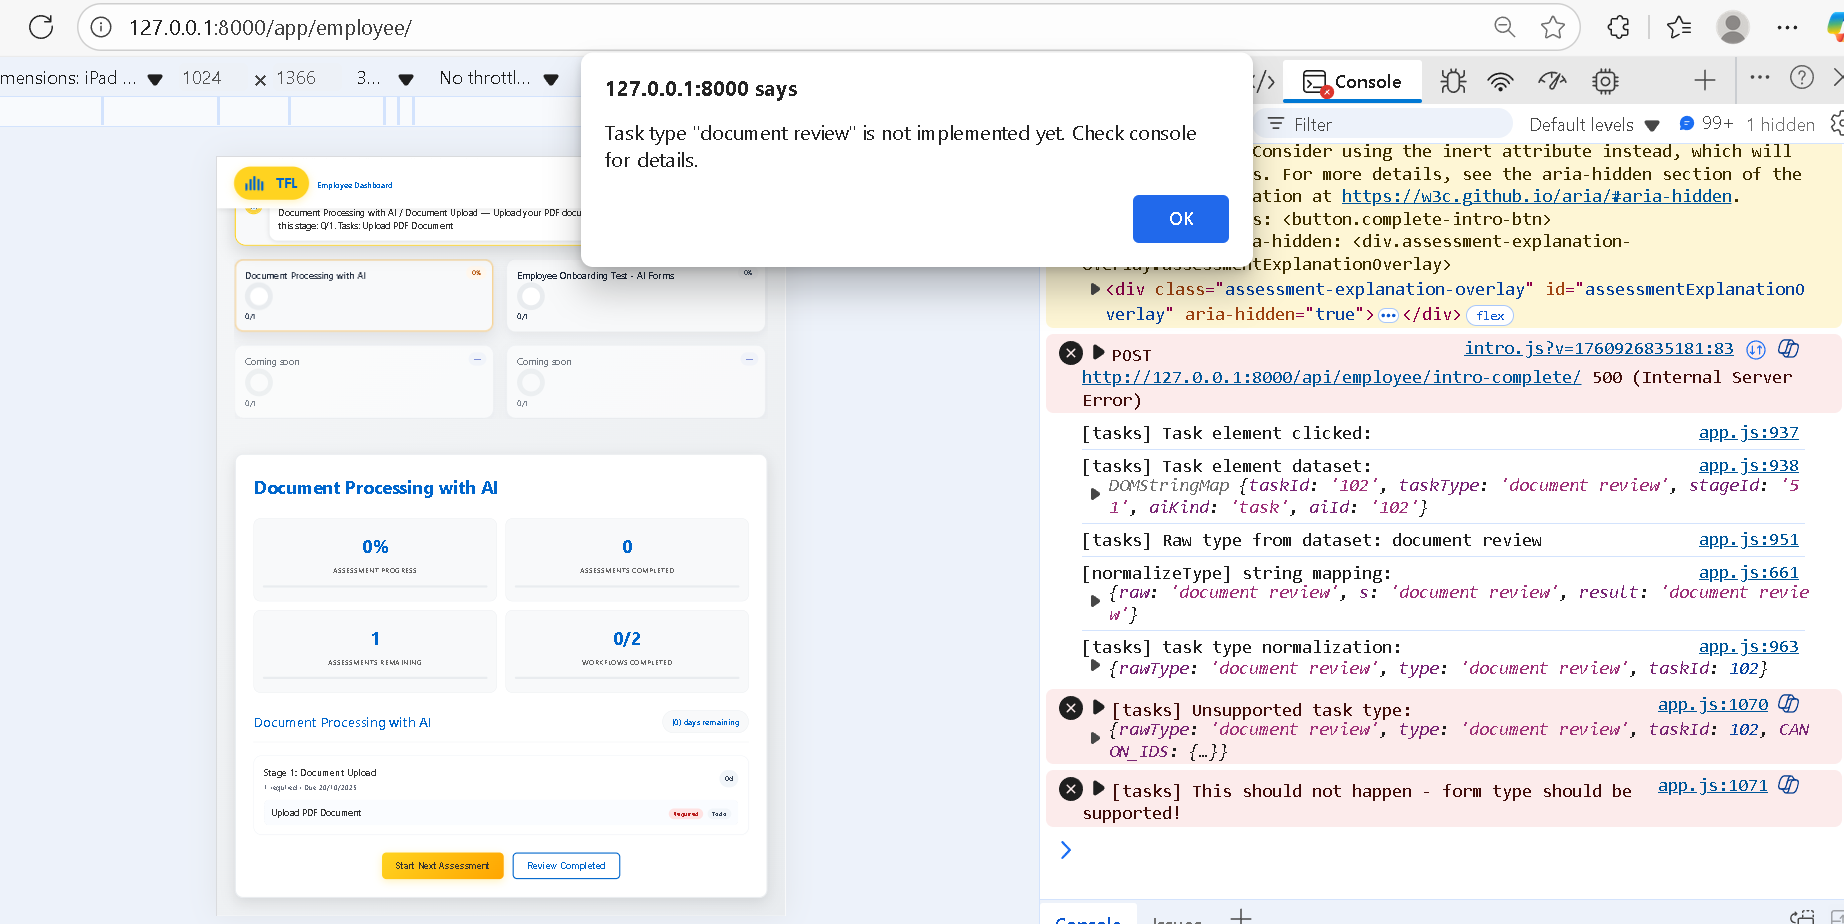 127.0.0.1:8000/app/employee/
mensions: iPad ...
1024 × 1366
3...
No throttl...
127.0.0.1:8000 says
Task type "document review" is not implemented yet. Check console
for details.
OK
Console
Filter
Default levels
99+
1 hidden
TFL
Employee Dashboard
Document Processing with AI / Document Upload — Upload your PDF docu
this stage: 0/1. Tasks: Upload PDF Document
Document Processing with AI
0%
0/1
Employee Onboarding Test - AI Forms
0%
0/1
Coming soon
—
0/1
Coming soon
—
0/1
Document Processing with AI
0%
ASSESSMENT PROGRESS
0
ASSESSMENTS COMPLETED
1
ASSESSMENTS REMAINING
0/2
WORKFLOWS COMPLETED
Document Processing with AI
(0) days remaining
Stage 1: Document Upload
1 required • Due 20/10/2025
0d
Upload PDF Document
Required
Todo
Start Next Assessment
Review Completed
Consider using the inert attribute instead, which will
s. For more details, see the aria-hidden section of the
ation at https://w3c.github.io/aria/#aria-hidden.
s: <button.complete-intro-btn>
a-hidden: <div.assessment-explanation-
overlay#assessmentExplanationOverlay>
<div class="assessment-explanation-overlay" id="assessmentExplanationO
verlay" aria-hidden="true"> ••• </div> flex
POST
intro.js?v=1760926835181:83
http://127.0.0.1:8000/api/employee/intro-complete/ 500 (Internal Server
Error)
[tasks] Task element clicked:
app.js:937
[tasks] Task element dataset:
app.js:938
DOMStringMap {taskId: '102', taskType: 'document review', stageId: '5
1', aiKind: 'task', aiId: '102'}
[tasks] Raw type from dataset: document review
app.js:951
[normalizeType] string mapping:
app.js:661
{raw: 'document review', s: 'document review', result: 'document revie
w'}
[tasks] task type normalization:
app.js:963
{rawType: 'document review', type: 'document review', taskId: 102}
[tasks] Unsupported task type:
app.js:1070
{rawType: 'document review', type: 'document review', taskId: 102, CAN
ON_IDS: {…}}
[tasks] This should not happen - form type should be
app.js:1071
supported!
Console
Issues